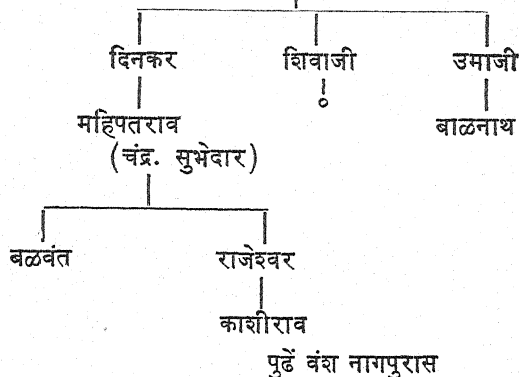 दिनकर शिवाजी उमाजी
महिपतराव बाळनाथ
(चंद्र. सुभेदार)
बळवंत राजेश्वर
काशीराव
पुढें वंश नागपुरास